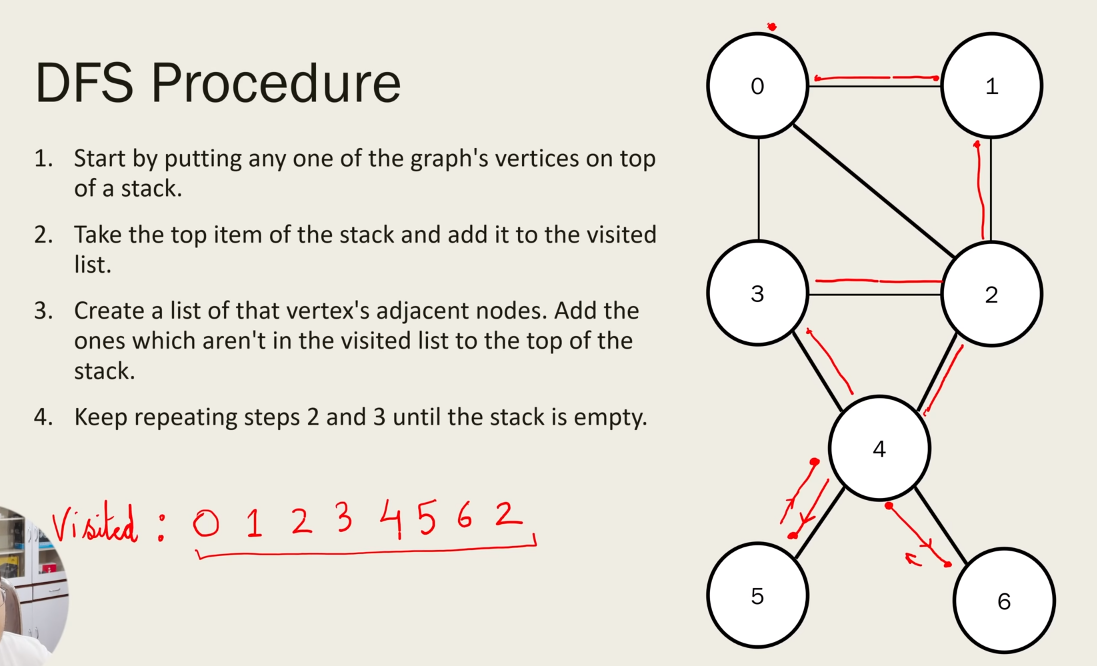 DFS Procedure
1. Start by putting any one of the graph's vertices on top
of a stack.
2. Take the top item of the stack and add it to the visited
list.
3. Create a list of that vertex's adjacent nodes. Add the
ones which aren't in the visited list to the top of the
stack.
4. Keep repeating steps 2 and 3 until the stack is empty.
Visited : 0 1 2 3 4 5 6 2
0 1
3 2
4
5 6